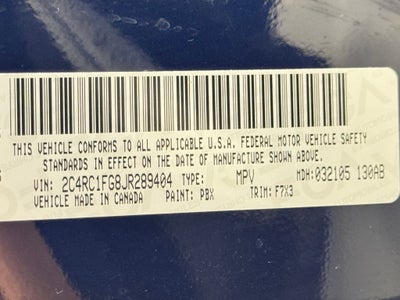 THIS VEHICLE CONFORMS TO ALL APPLICABLE U.S.A. FEDERAL MOTOR VEHICLE SAFETY
STANDARDS IN EFFECT ON THE DATE OF MANUFACTURE SHOWN ABOVE.
VIN: 2C4RC1FG8JR289404 TYPE: MPV MDH: 032105 130AB
VEHICLE MADE IN CANADA PAINT: PBX TRIM: F7X3